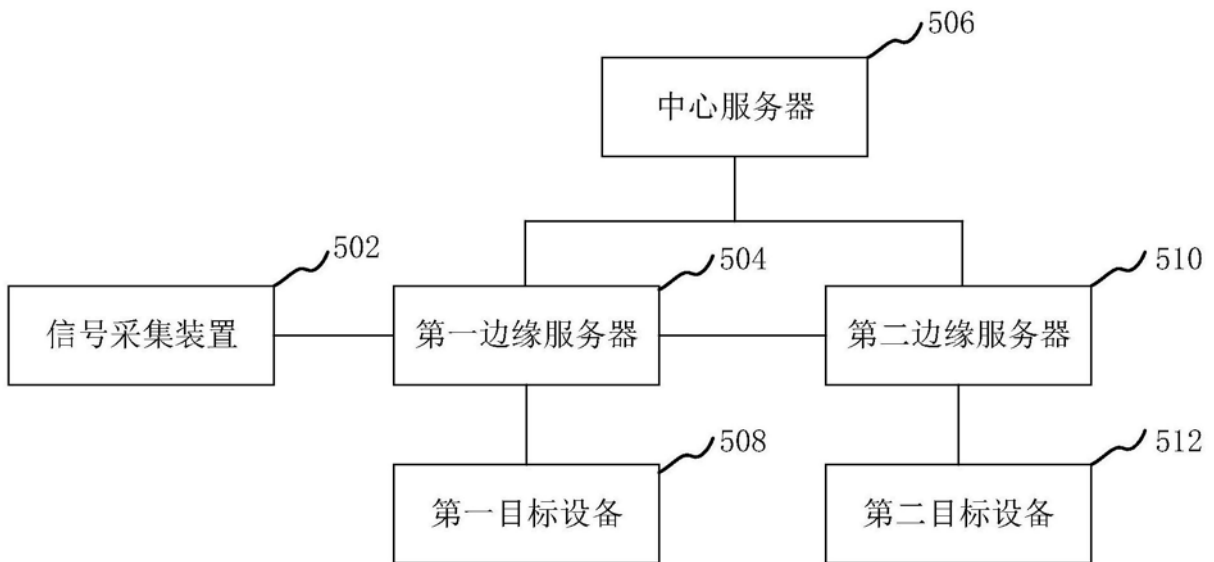 506
中心服务器
502
504
510
信号采集装置
第一边缘服务器
第二边缘服务器
508
512
第一目标设备
第二目标设备